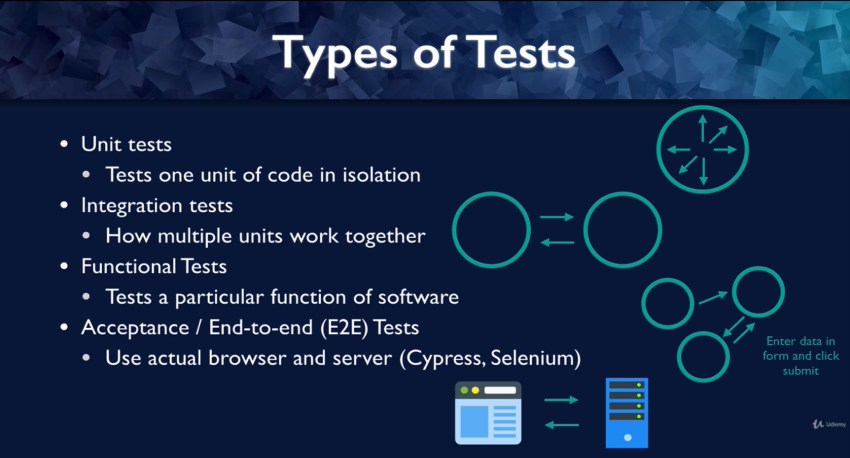 Types of Tests
Unit tests
Tests one unit of code in isolation
Integration tests
How multiple units work together
Functional Tests
Tests a particular function of software
Acceptance / End-to-end (E2E) Tests
Use actual browser and server (Cypress, Selenium)
Enter data in
form and click
submit
Udemy